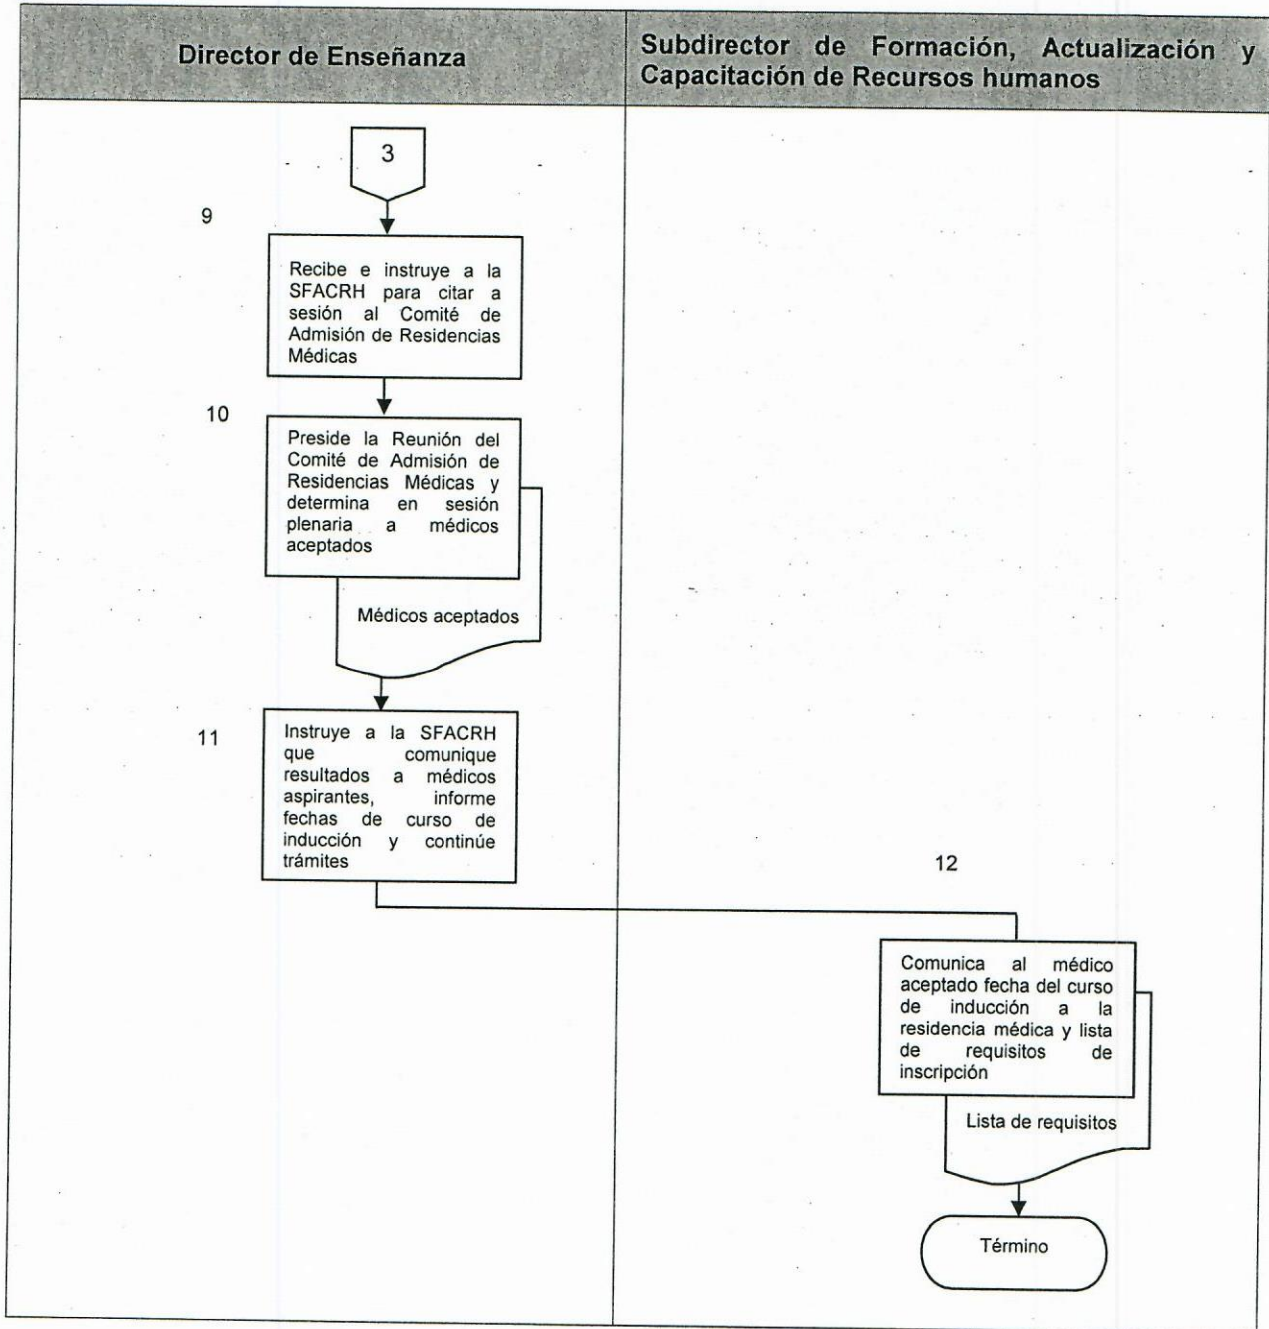 Director de Enseñanza
Subdirector de Formación, Actualización y
Capacitación de Recursos humanos
3
9
Recibe e instruye a la
SFACRH para citar a
sesión al Comité de
Admisión de Residencias
Médicas
10
Preside la Reunión del
Comité de Admisión de
Residencias Médicas y
determina en sesión
plenaria a médicos
aceptados
Médicos aceptados
11
Instruye a la SFACRH
que comunique
resultados a médicos
aspirantes, informe
fechas de curso de
inducción y continúe
trámites
12
Comunica al médico
aceptado fecha del curso
de inducción a la
residencia médica y lista
de requisitos de
inscripción
Lista de requisitos
Término